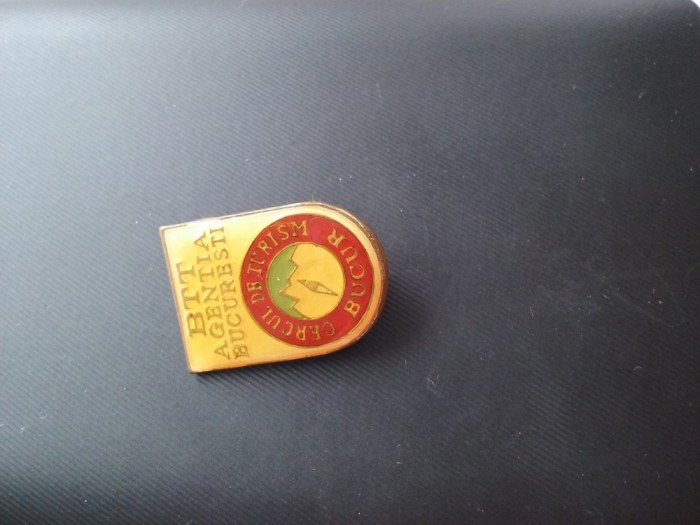 CERCUL DE TURISM
BUCUR
BTT
AGENTIA
BUCURESTI